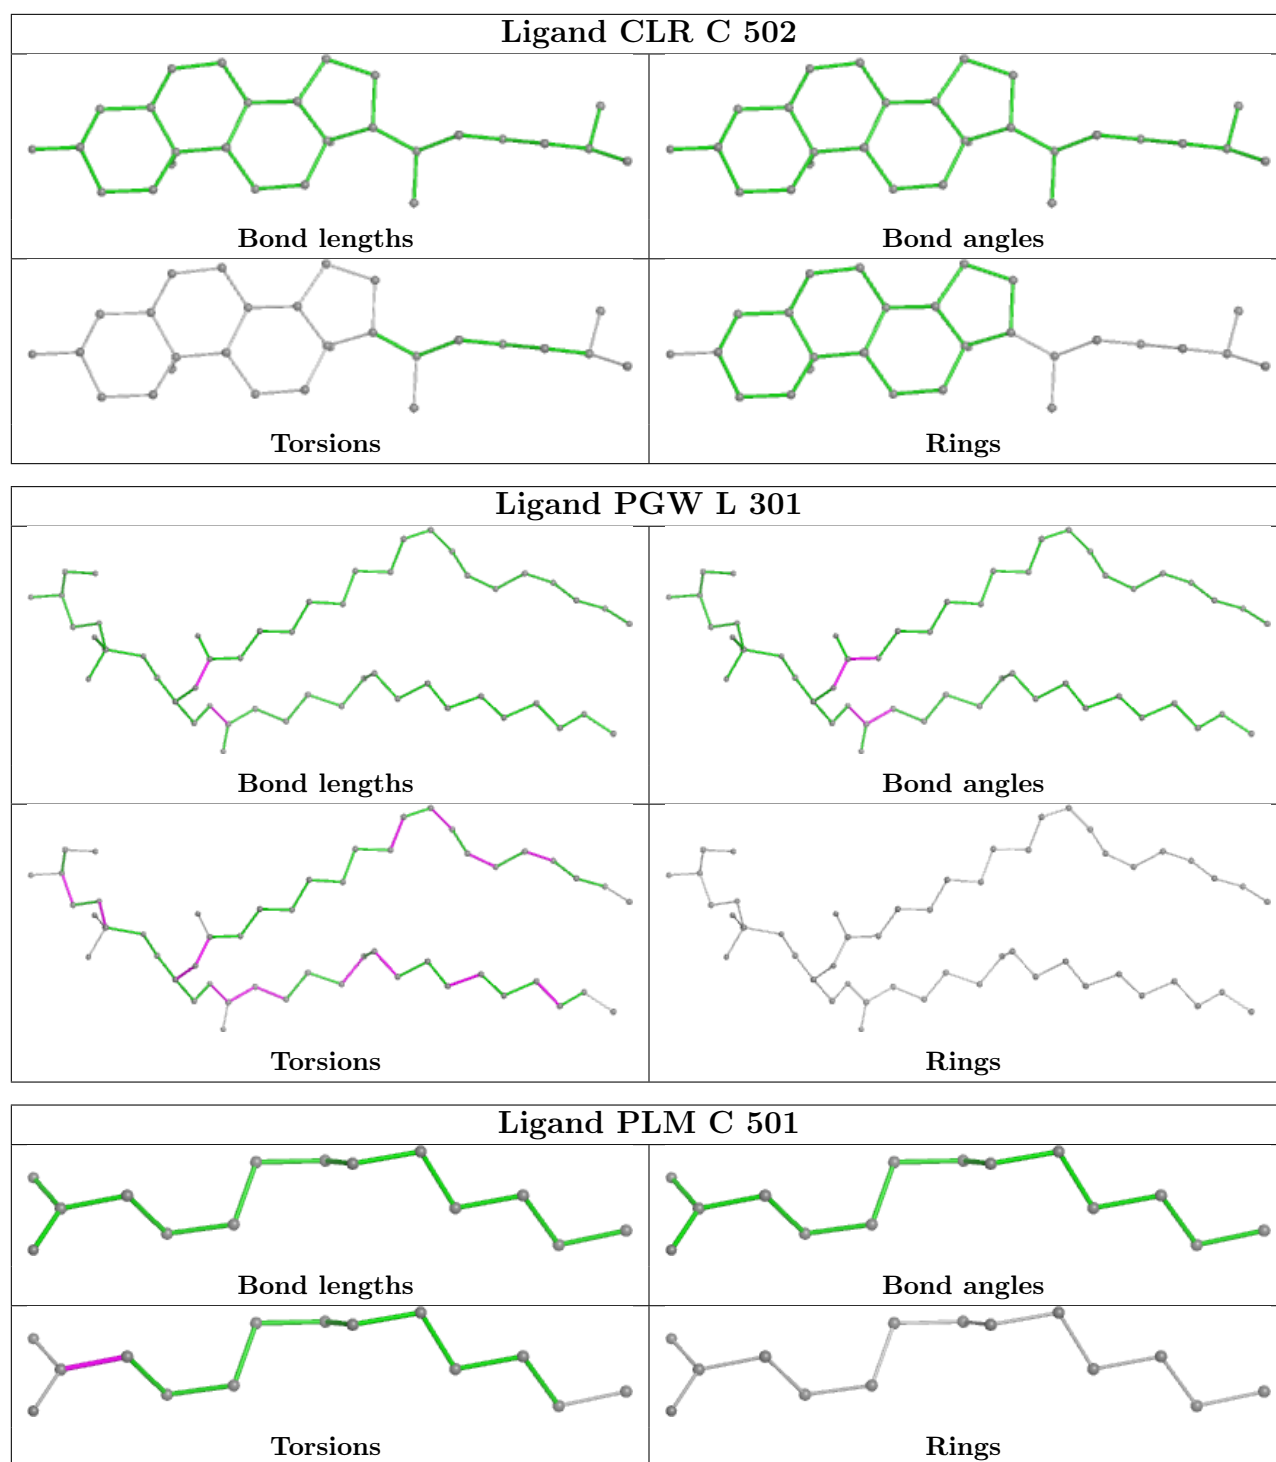 Ligand CLR C 502
Bond lengths
Bond angles
Torsions
Rings
Ligand PGW L 301
Bond lengths
Bond angles
Torsions
Rings
Ligand PLM C 501
Bond lengths
Bond angles
Torsions
Rings